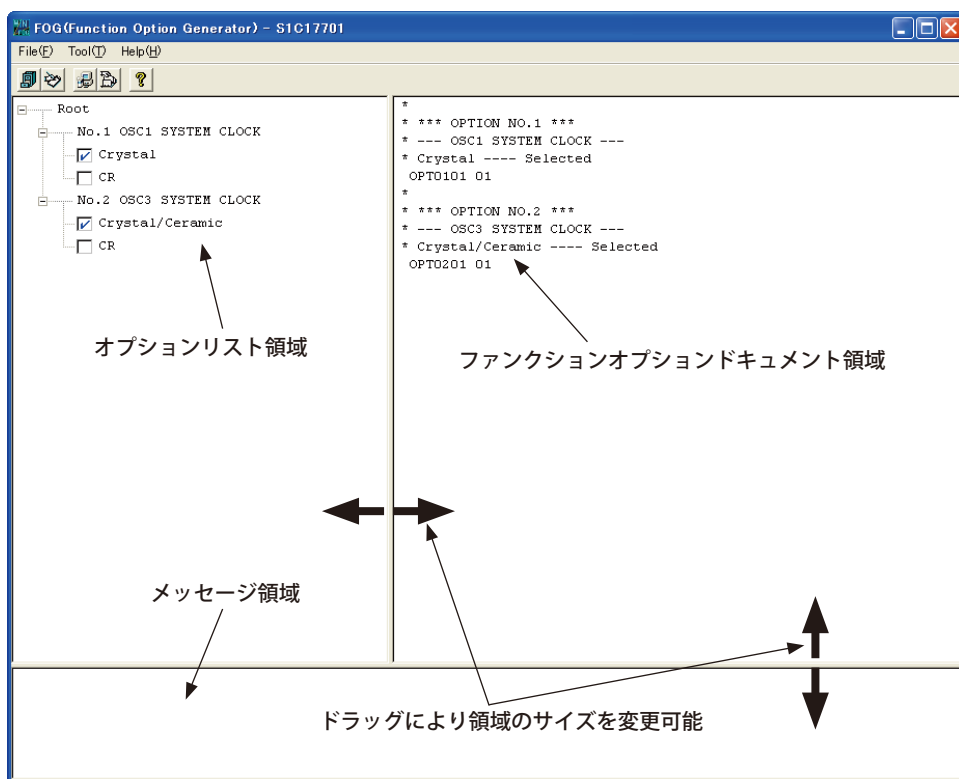 FOG(Function Option Generator) - S1C17701
File(F) Tool(T) Help(H)
Root
No.1 OSC1 SYSTEM CLOCK
Crystal
CR
No.2 OSC3 SYSTEM CLOCK
Crystal/Ceramic
CR
オプションリスト領域
*
* *** OPTION NO.1 ***
* --- OSC1 SYSTEM CLOCK ---
* Crystal ---- Selected
OPT0101 01
*
* *** OPTION NO.2 ***
* --- OSC3 SYSTEM CLOCK ---
* Crystal/Ceramic ---- Selected
OPT0201 01
ファンクションオプションドキュメント領域
メッセージ領域
ドラッグにより領域のサイズを変更可能